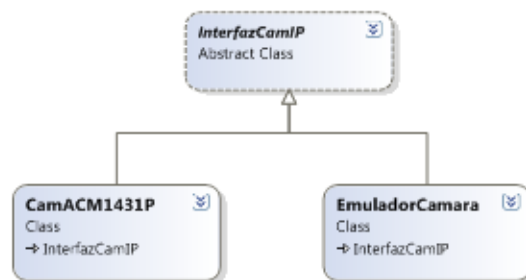 InterfazCamIP
Abstract Class
CamACM1431P
Class
InterfazCamIP
EmuladorCamara
Class
InterfazCamIP